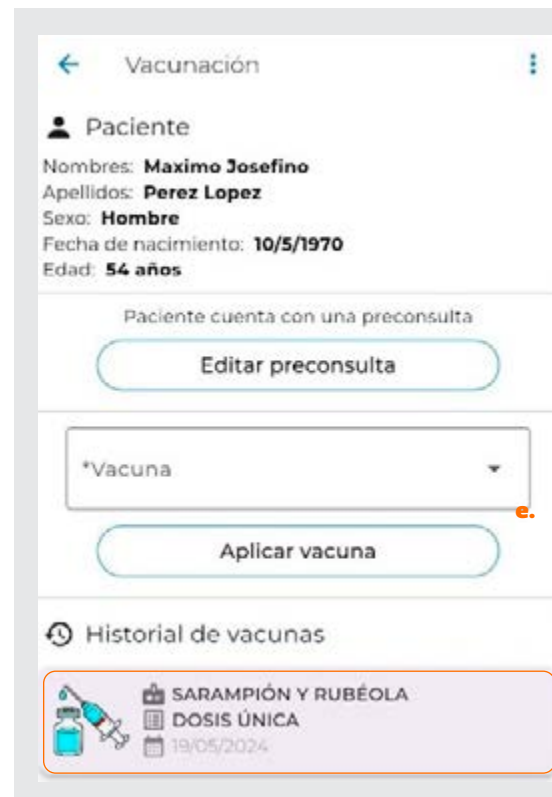 Vacunación
Paciente
Nombres: Maximo Josefino
Apellidos: Perez Lopez
Sexo: Hombre
Fecha de nacimiento: 10/5/1970
Edad: 54 años
Paciente cuenta con una preconsulta
Editar preconsulta
*Vacuna
e.
Aplicar vacuna
Historial de vacunas
SARAMPIÓN Y RUBÉOLA
DOSIS ÚNICA
19/05/2024